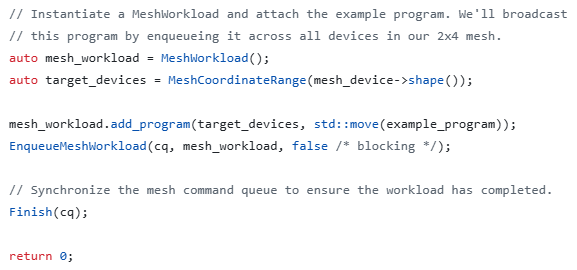 // Instantiate a MeshWorkload and attach the example program. We'll broadcast
// this program by enqueueing it across all devices in our 2x4 mesh.
auto mesh_workload = MeshWorkload();
auto target_devices = MeshCoordinateRange(mesh_device->shape());
mesh_workload.add_program(target_devices, std::move(example_program));
EnqueueMeshWorkload(cq, mesh_workload, false /* blocking */);
// Synchronize the mesh command queue to ensure the workload has completed.
Finish(cq);
return 0;